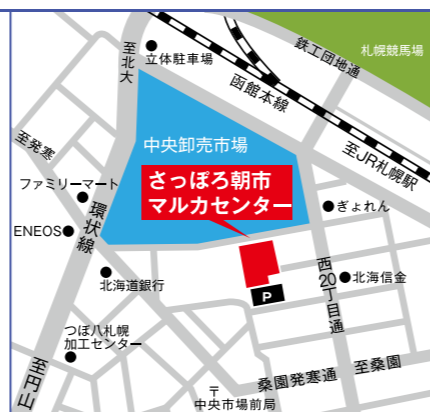 至北大
立体駐車場
鉄工団地通
札幌競馬場
函館本線
至発寒
中央卸売市場
至JR札幌駅
さっぽろ朝市
マルカセンター
ファミリーマート
環状線
ぎょれん
ENEOS
北海道銀行
P
西20丁目通
北海信金
つぼ八札幌
加工センター
至円山
桑園発寒通
至桑園
〒
中央市場前局